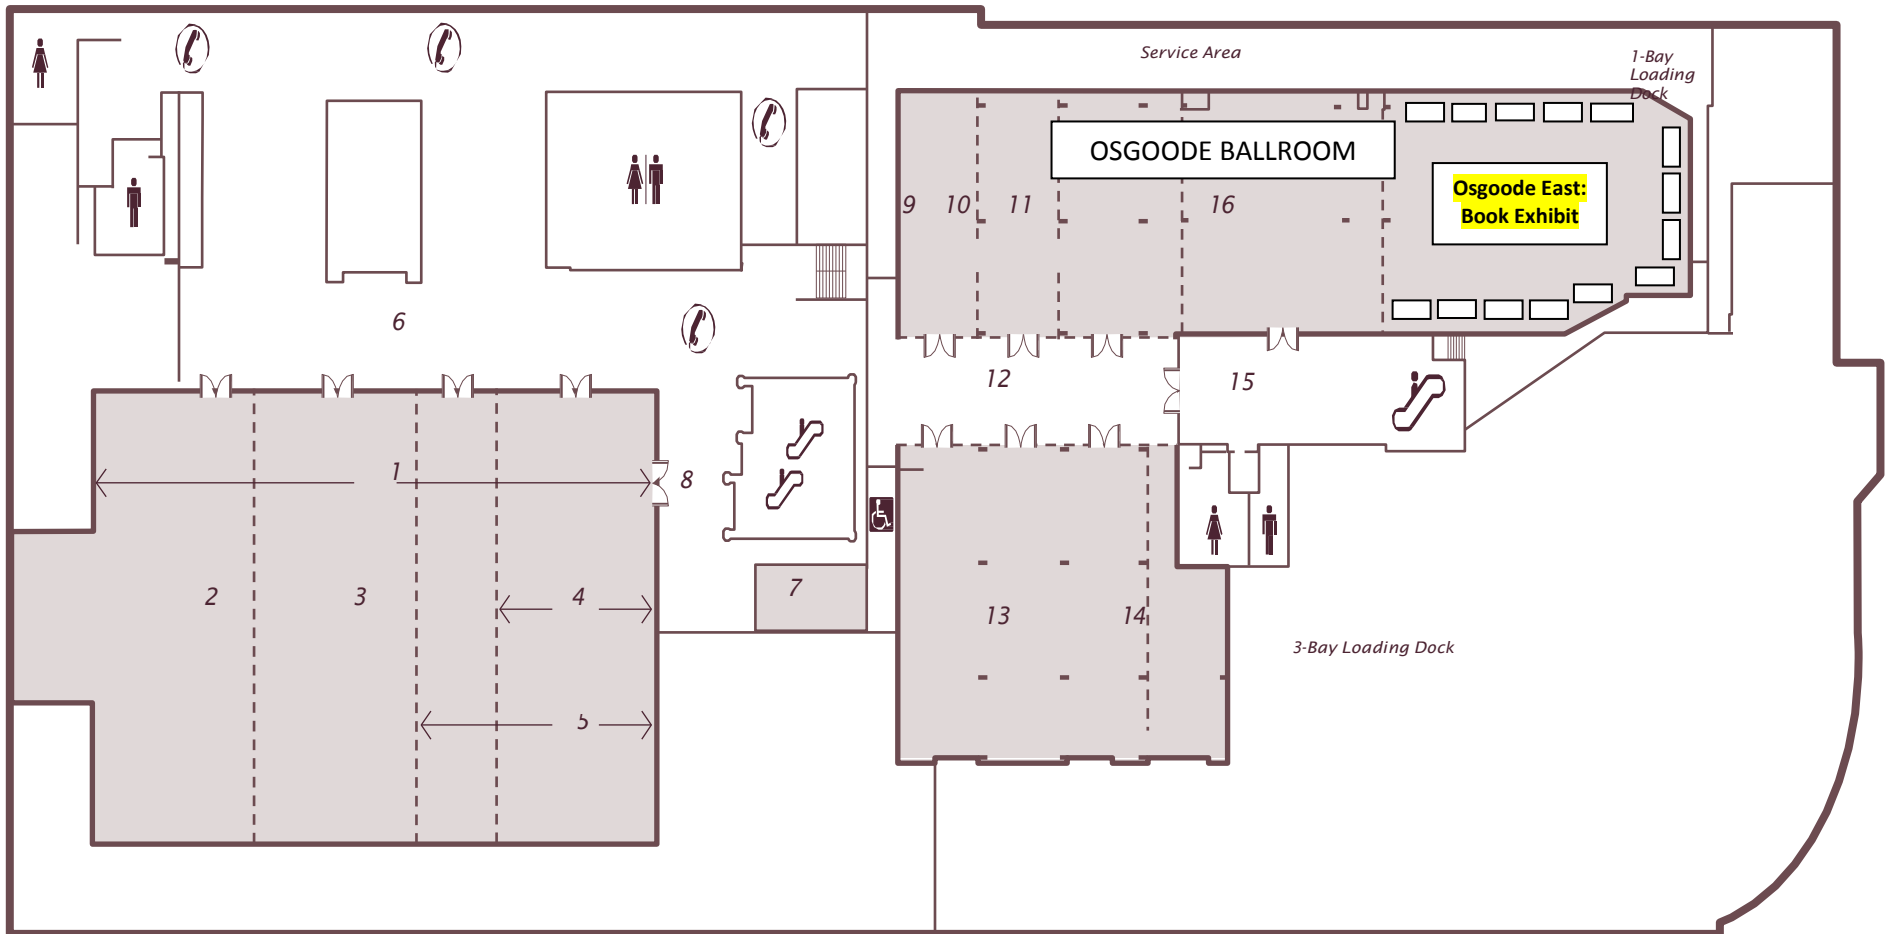 Service Area
1-Bay
Loading
Dock
OSGOODE BALLROOM
Osgoode East:
Book Exhibit
9
10
11
16
6
12
15
1
8
2
3
4
7
13
14
3-Bay Loading Dock
5